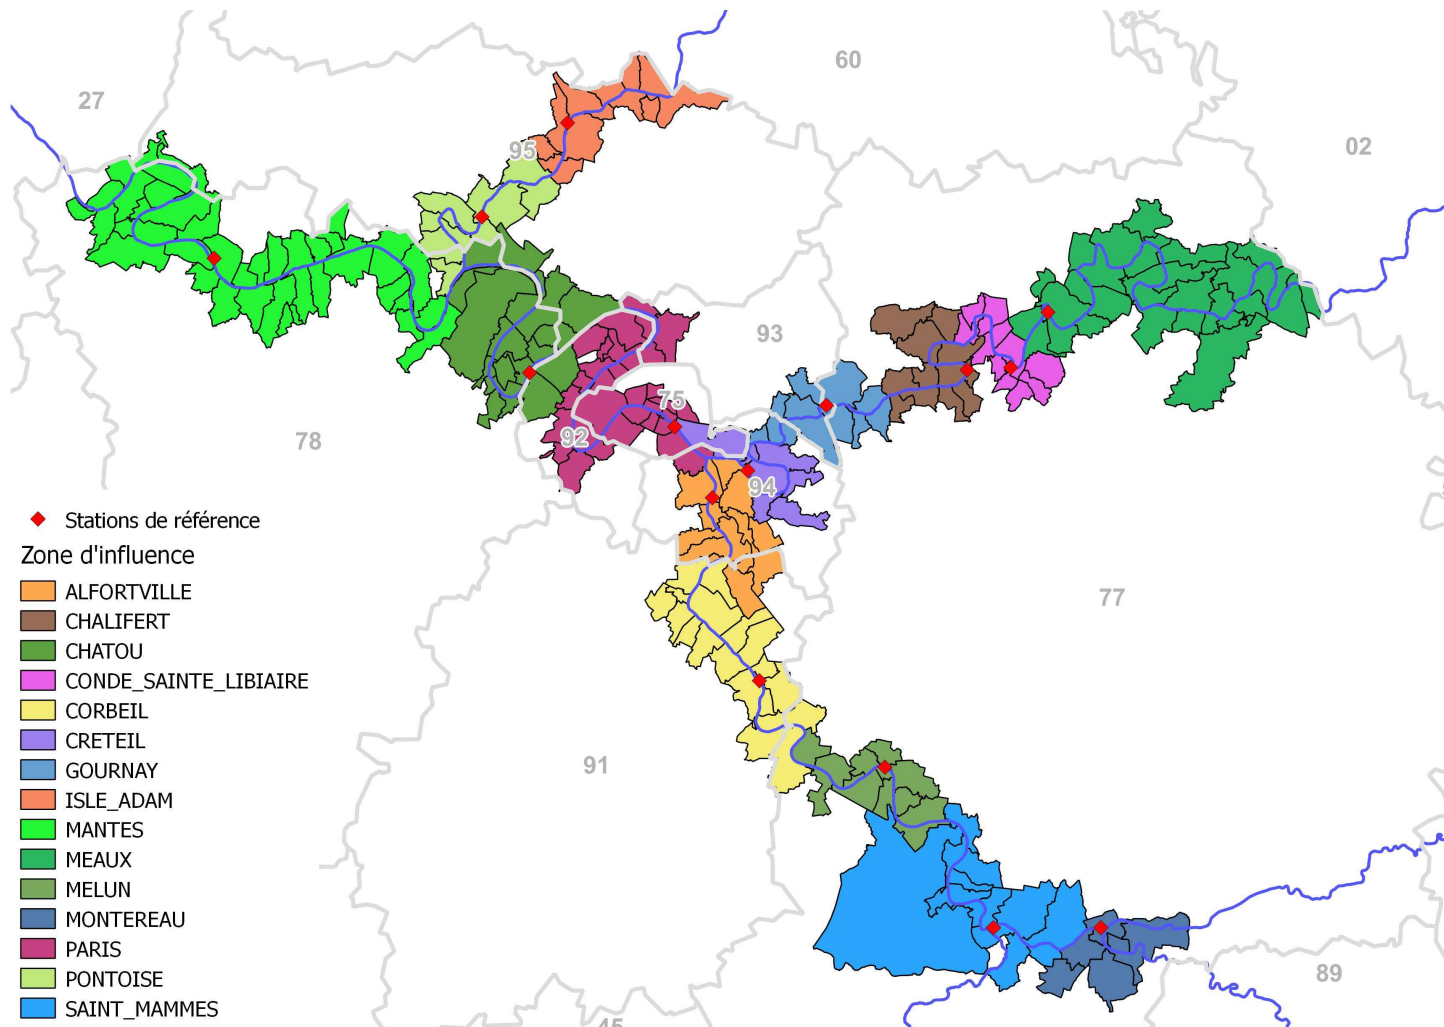 60
27
02
95
93
75
78
92
94
77
91
89
45
Stations de référence
Zone d'influence
ALFORTVILLE
CHALIFERT
CHATOU
CONDE_SAINTE_LIBIAIRE
CORBEIL
CRETEIL
GOURNAY
ISLE_ADAM
MANTES
MEAUX
MELUN
MONTEREAU
PARIS
PONTOISE
SAINT_MAMMES